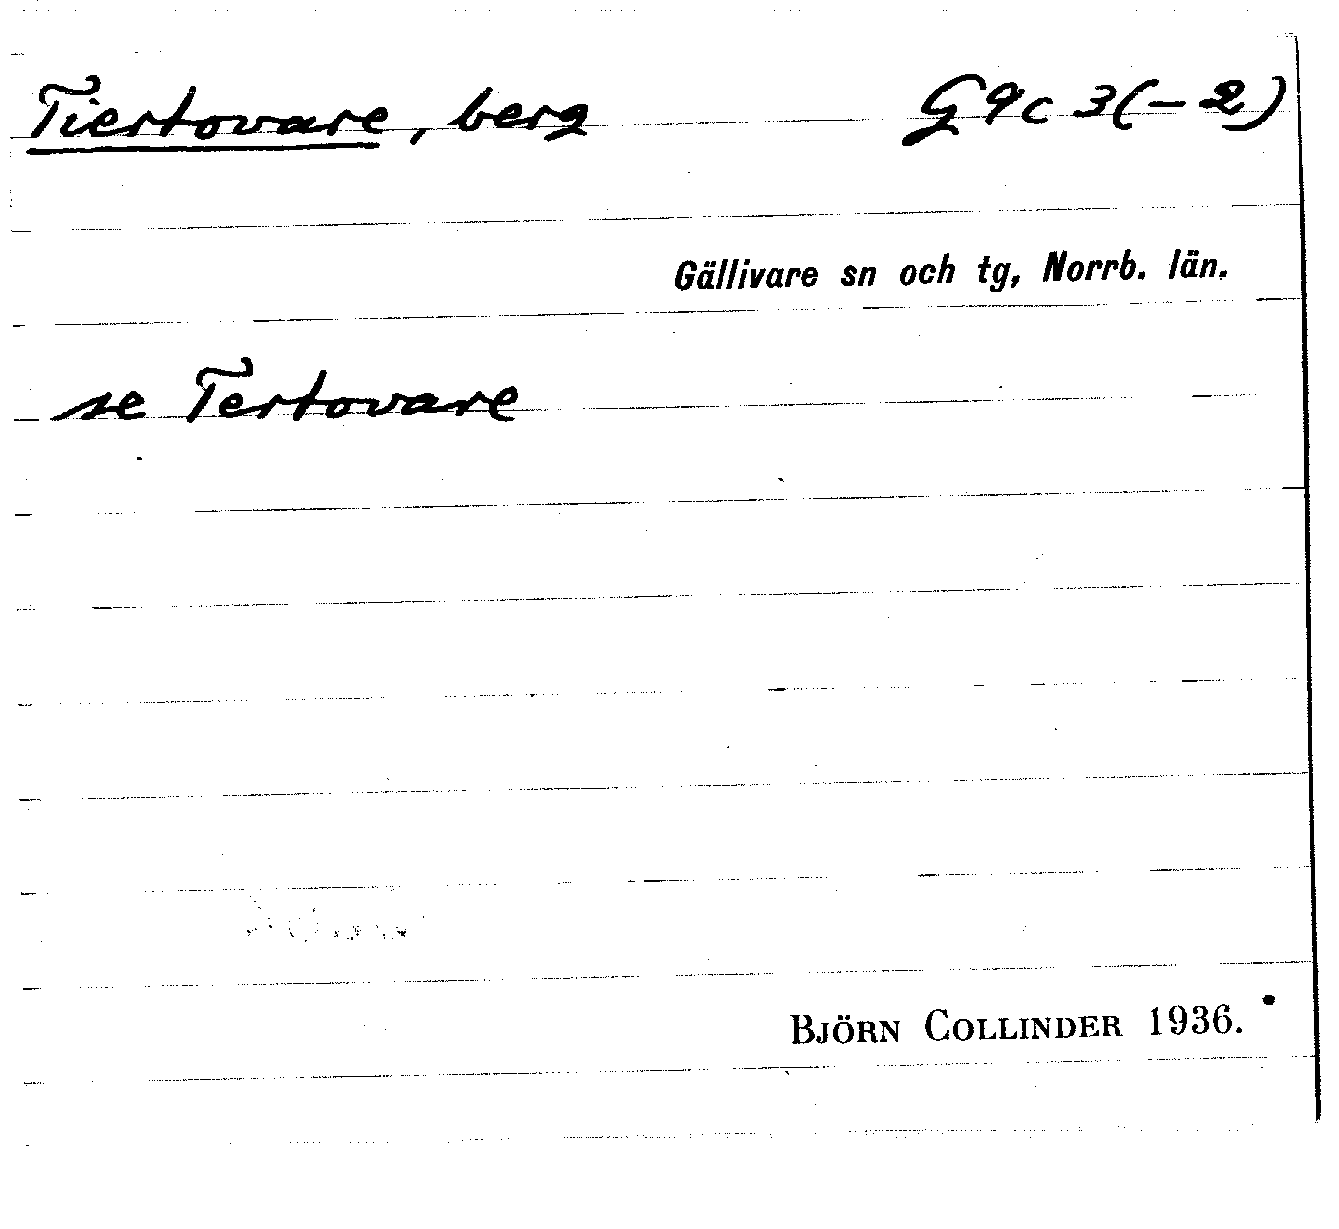 Tiertovare, berg G9c 3(-2)
Gällivare sn och tg, Norrb. län.
se Tertovare
BJÖRN COLLINDER 1936.